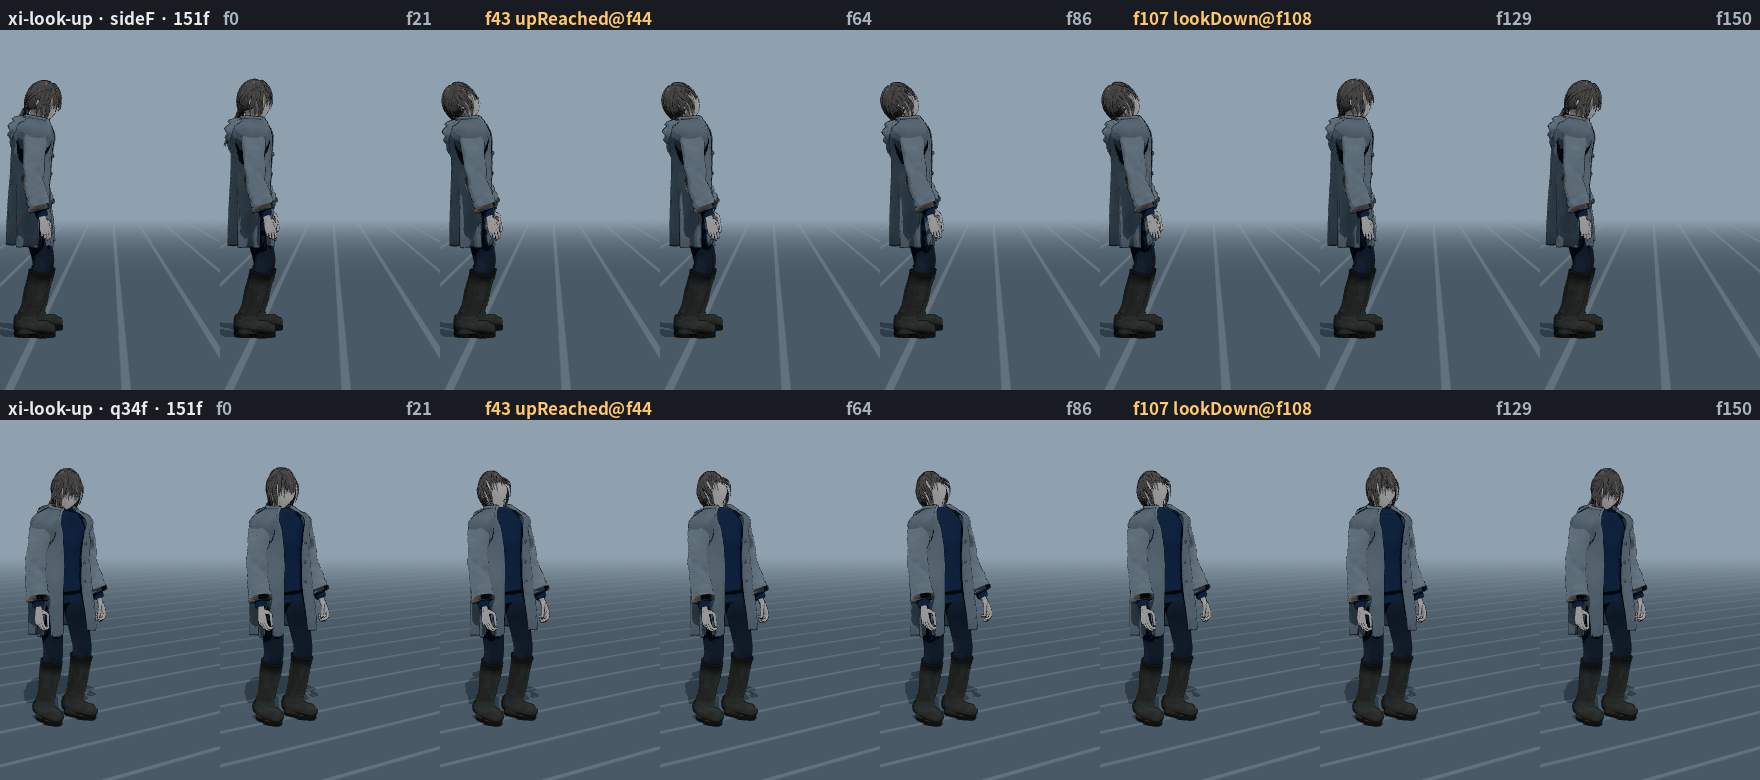 xi-look-up · sideF · 151f f0 f21 f43 upReached@f44 f64 f86 f107 lookDown@f108 f129 f150
xi-look-up · q34f · 151f f0 f21 f43 upReached@f44 f64 f86 f107 lookDown@f108 f129 f150